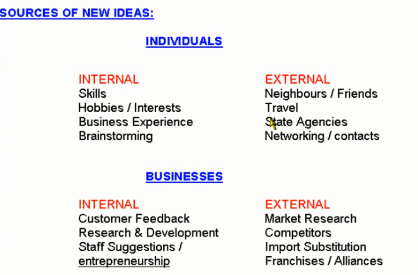 SOURCES OF NEW IDEAS:
INDIVIDUALS
INTERNAL
Skills
Hobbies / Interests
Business Experience
Brainstorming
EXTERNAL
Neighbours / Friends
Travel
State Agencies
Networking / contacts
BUSINESSES
INTERNAL
Customer Feedback
Research & Development
Staff Suggestions /
entrepreneurship
EXTERNAL
Market Research
Competitors
Import Substitution
Franchises / Alliances